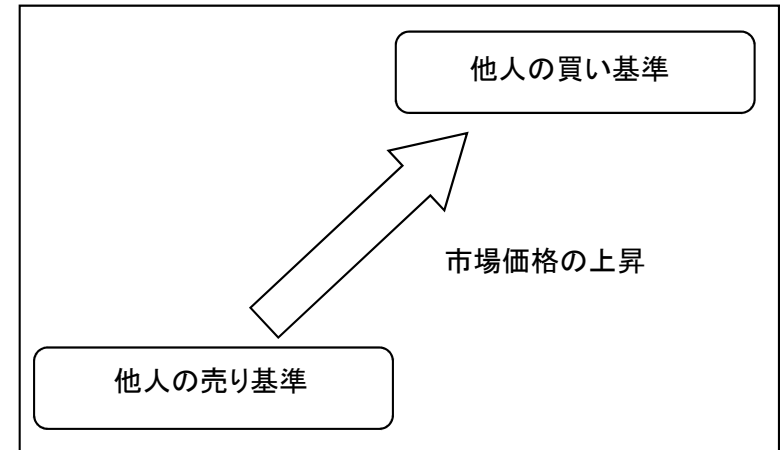 他人の買い基準
市場価格の上昇
他人の売り基準